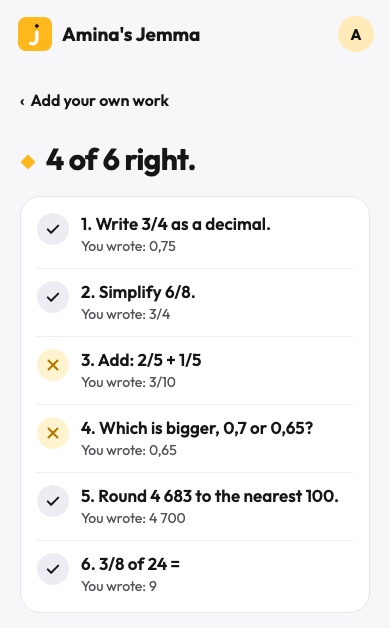 J
Amina's Jemma
A
‹ Add your own work
4 of 6 right.
1. Write 3/4 as a decimal.
You wrote: 0,75
2. Simplify 6/8.
You wrote: 3/4
3. Add: 2/5 + 1/5
You wrote: 3/10
4. Which is bigger, 0,7 or 0,65?
You wrote: 0,65
5. Round 4 683 to the nearest 100.
You wrote: 4 700
6. 3/8 of 24 =
You wrote: 9